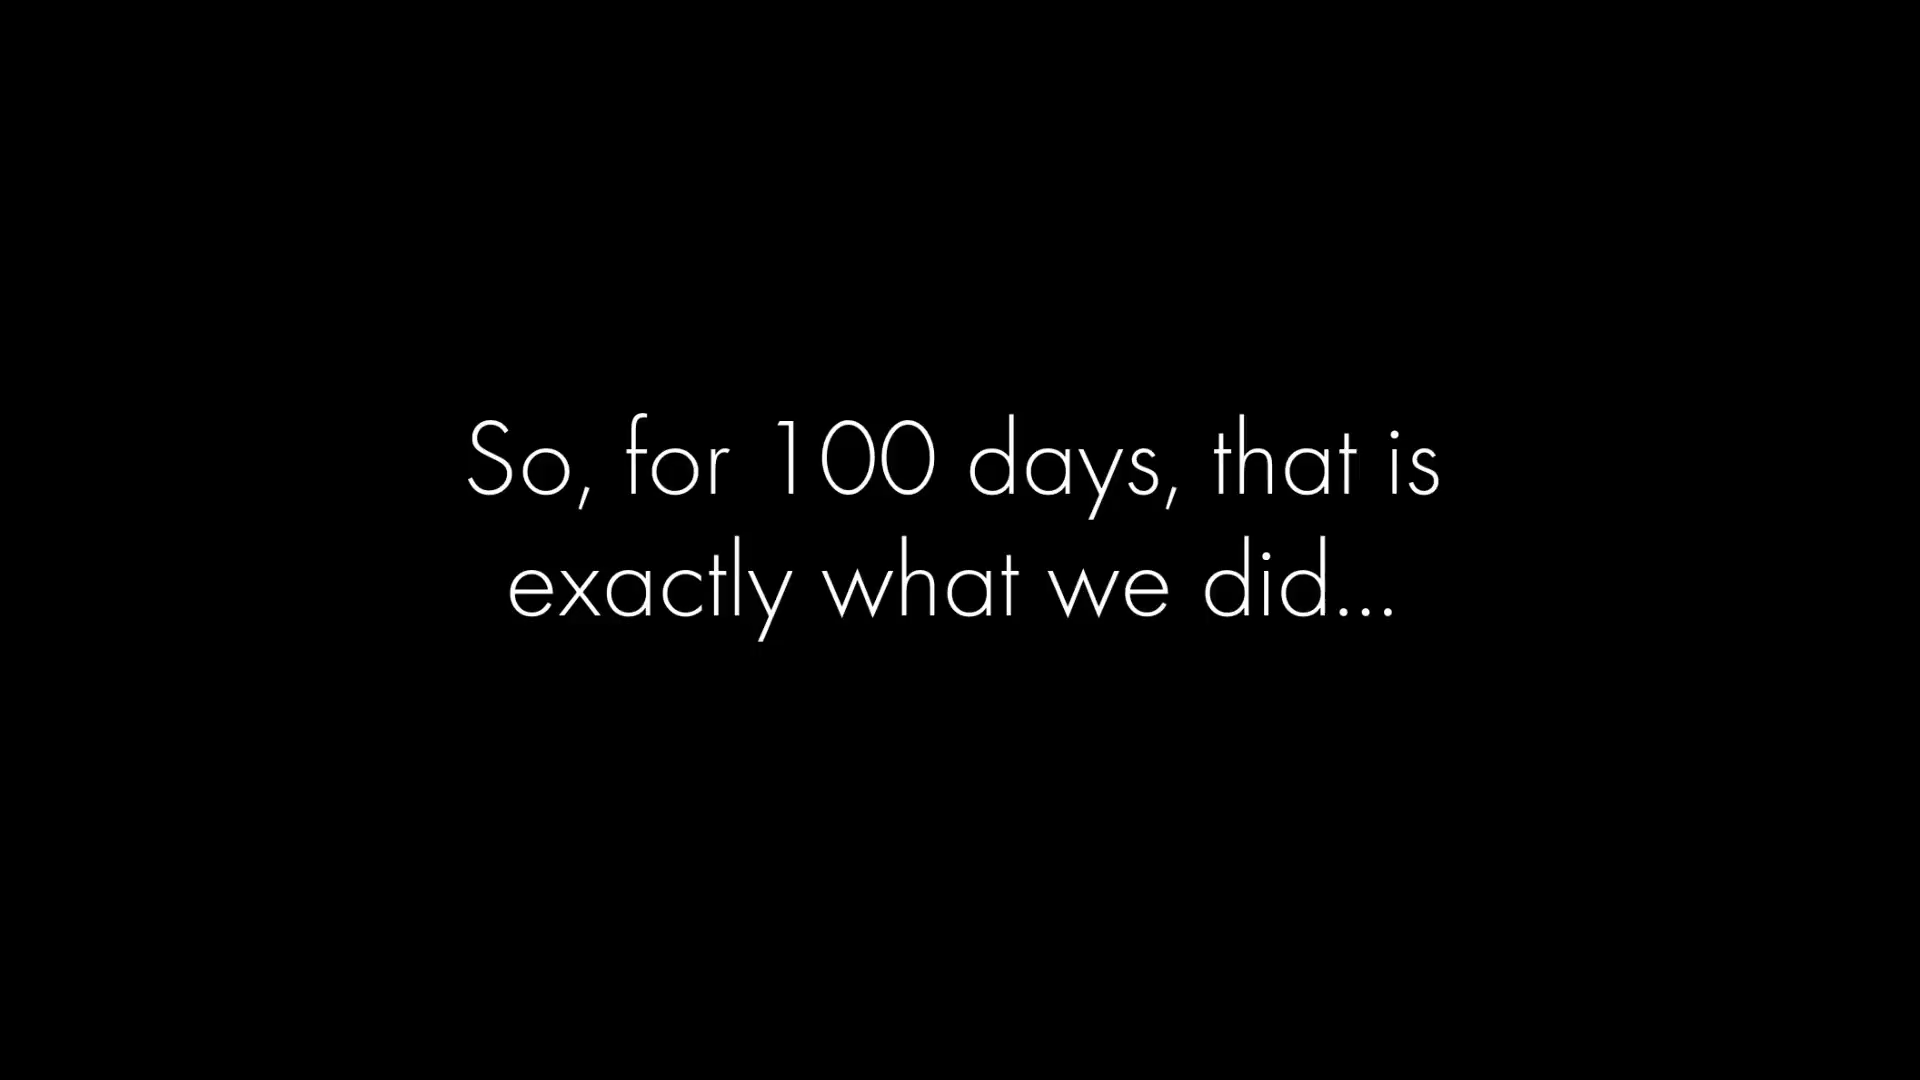 So, for 100 days, that is
exactly what we did...